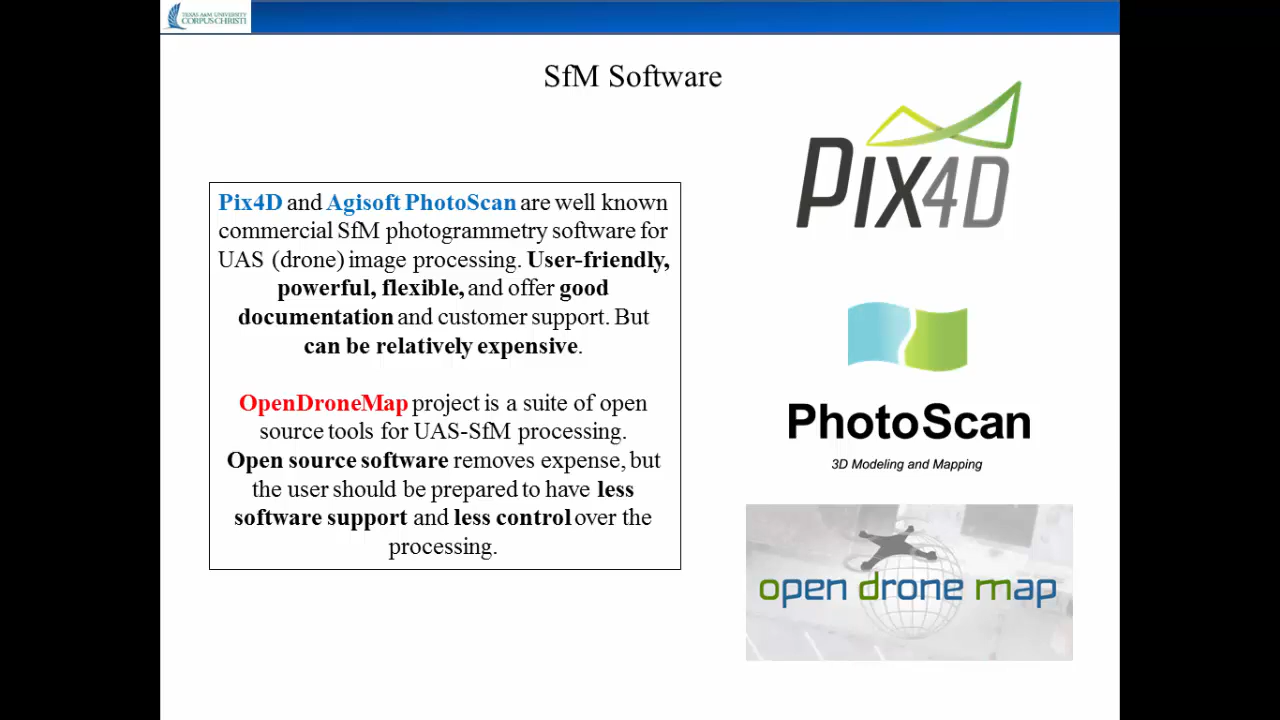 TEXAS A&M UNIVERSITY
CORPUS CHRISTI
SfM Software
Pix4D and Agisoft PhotoScan are well known
commercial SfM photogrammetry software for
UAS (drone) image processing. User-friendly,
powerful, flexible, and offer good
documentation and customer support. But
can be relatively expensive.
OpenDroneMap project is a suite of open
source tools for UAS-SfM processing.
Open source software removes expense, but
the user should be prepared to have less
software support and less control over the
processing.
PIX4D
PhotoScan
3D Modeling and Mapping
open drone map